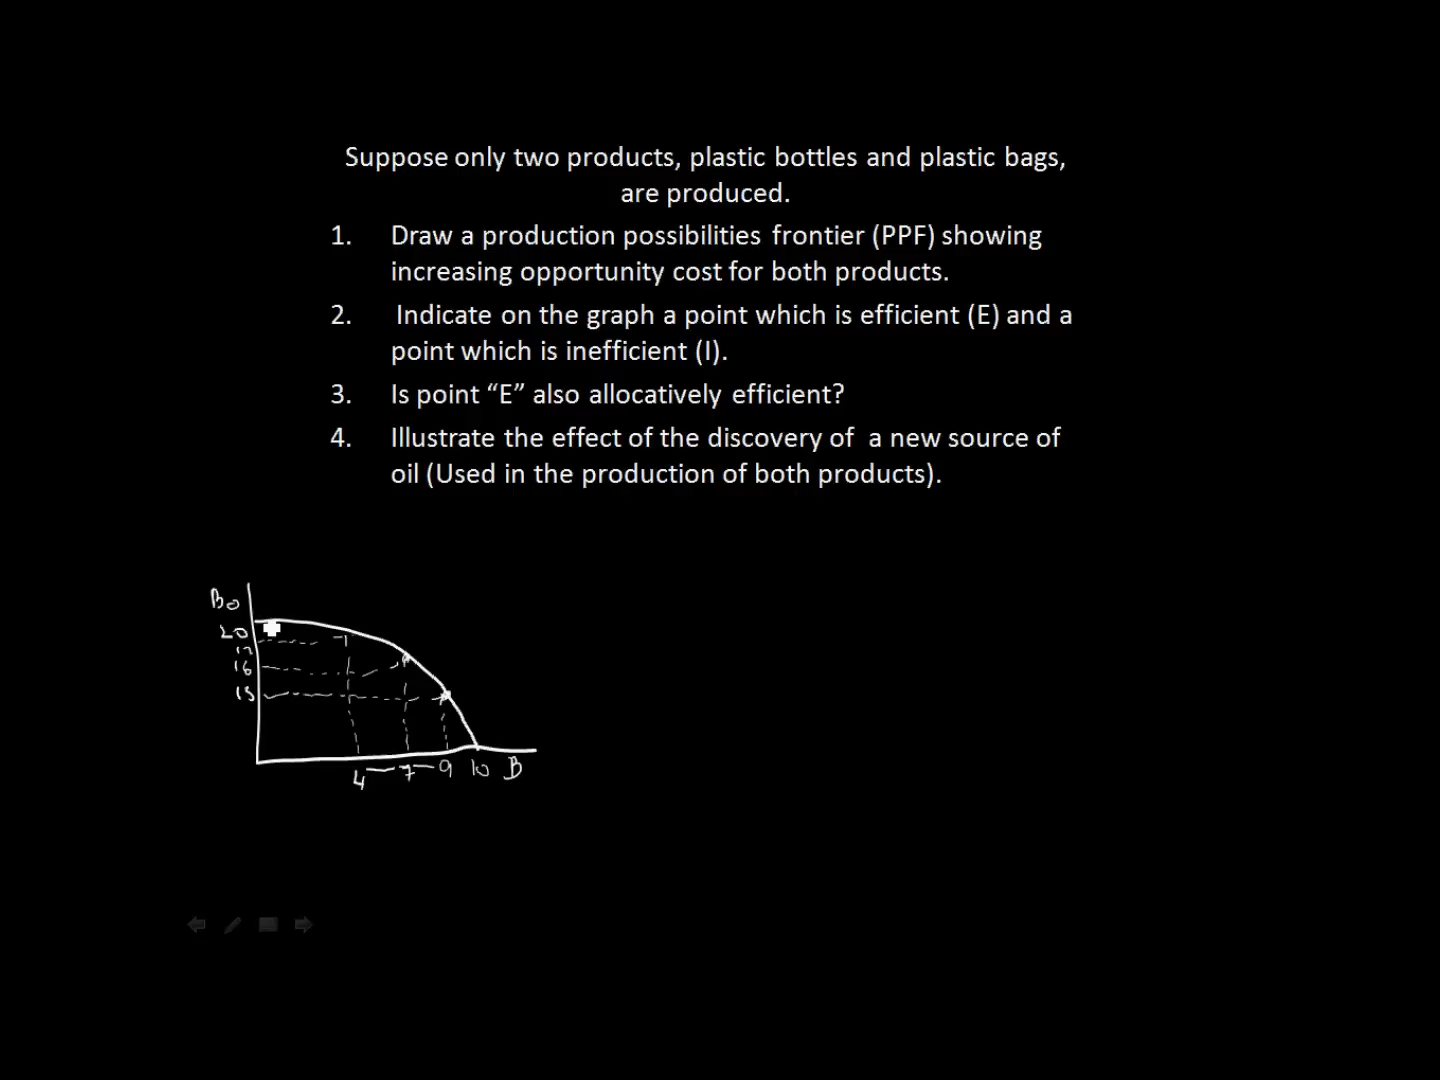 Suppose only two products, plastic bottles and plastic bags,
are produced.
1. Draw a production possibilities frontier (PPF) showing
increasing opportunity cost for both products.
2. Indicate on the graph a point which is efficient (E) and a
point which is inefficient (I).
3. Is point “E” also allocatively efficient?
4. Illustrate the effect of the discovery of a new source of
oil (Used in the production of both products).
Bo
20
16
15
4 7 9 10 B